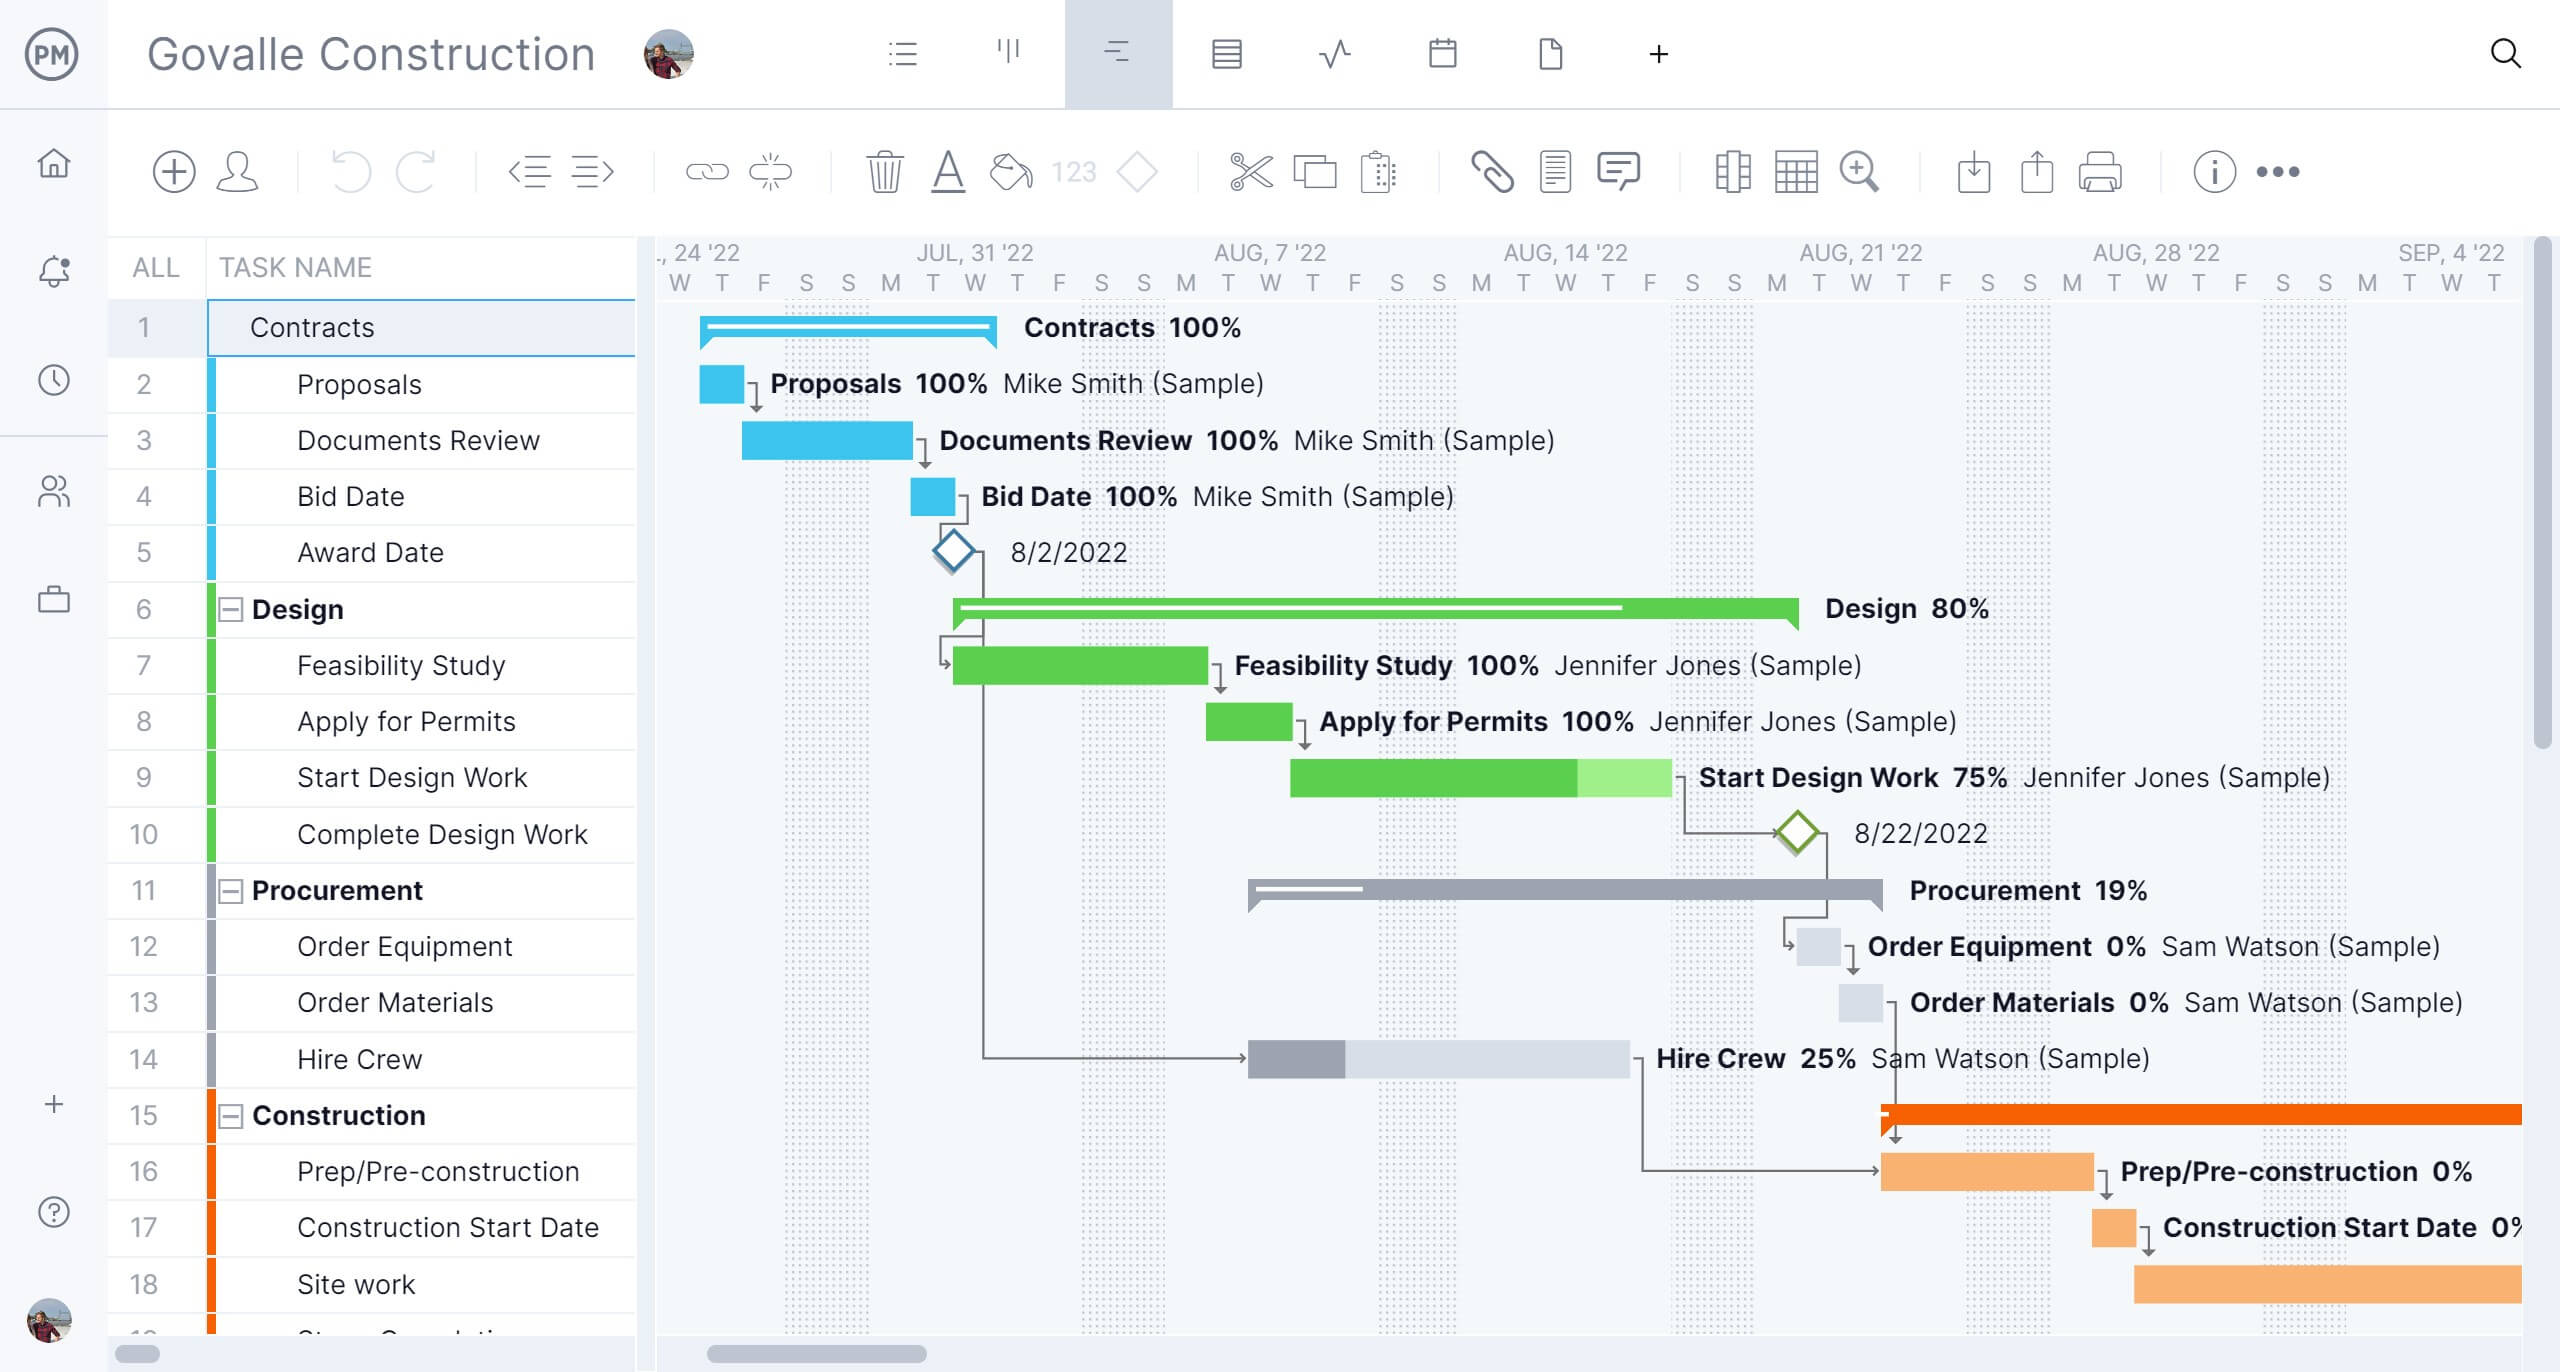 PM Govalle Construction
123
ALL TASK NAME
., 24 '22 JUL, 31 '22 AUG, 7 '22 AUG, 14 '22 AUG, 21 '22 AUG, 28 '22 SEP, 4 '22
W T F S S M T W T F S S M T W T F S S M T W T F S S M T W T F S S M T W T F S S M T W T
1 Contracts Contracts 100%
2 Proposals Proposals 100% Mike Smith (Sample)
3 Documents Review Documents Review 100% Mike Smith (Sample)
4 Bid Date Bid Date 100% Mike Smith (Sample)
5 Award Date 8/2/2022
6 Design Design 80%
7 Feasibility Study Feasibility Study 100% Jennifer Jones (Sample)
8 Apply for Permits Apply for Permits 100% Jennifer Jones (Sample)
9 Start Design Work Start Design Work 75% Jennifer Jones (Sample)
10 Complete Design Work 8/22/2022
11 Procurement Procurement 19%
12 Order Equipment Order Equipment 0% Sam Watson (Sample)
13 Order Materials Order Materials 0% Sam Watson (Sample)
14 Hire Crew Hire Crew 25% Sam Watson (Sample)
15 Construction
16 Prep/Pre-construction Prep/Pre-construction 0%
17 Construction Start Date Construction Start Date 0%
18 Site work